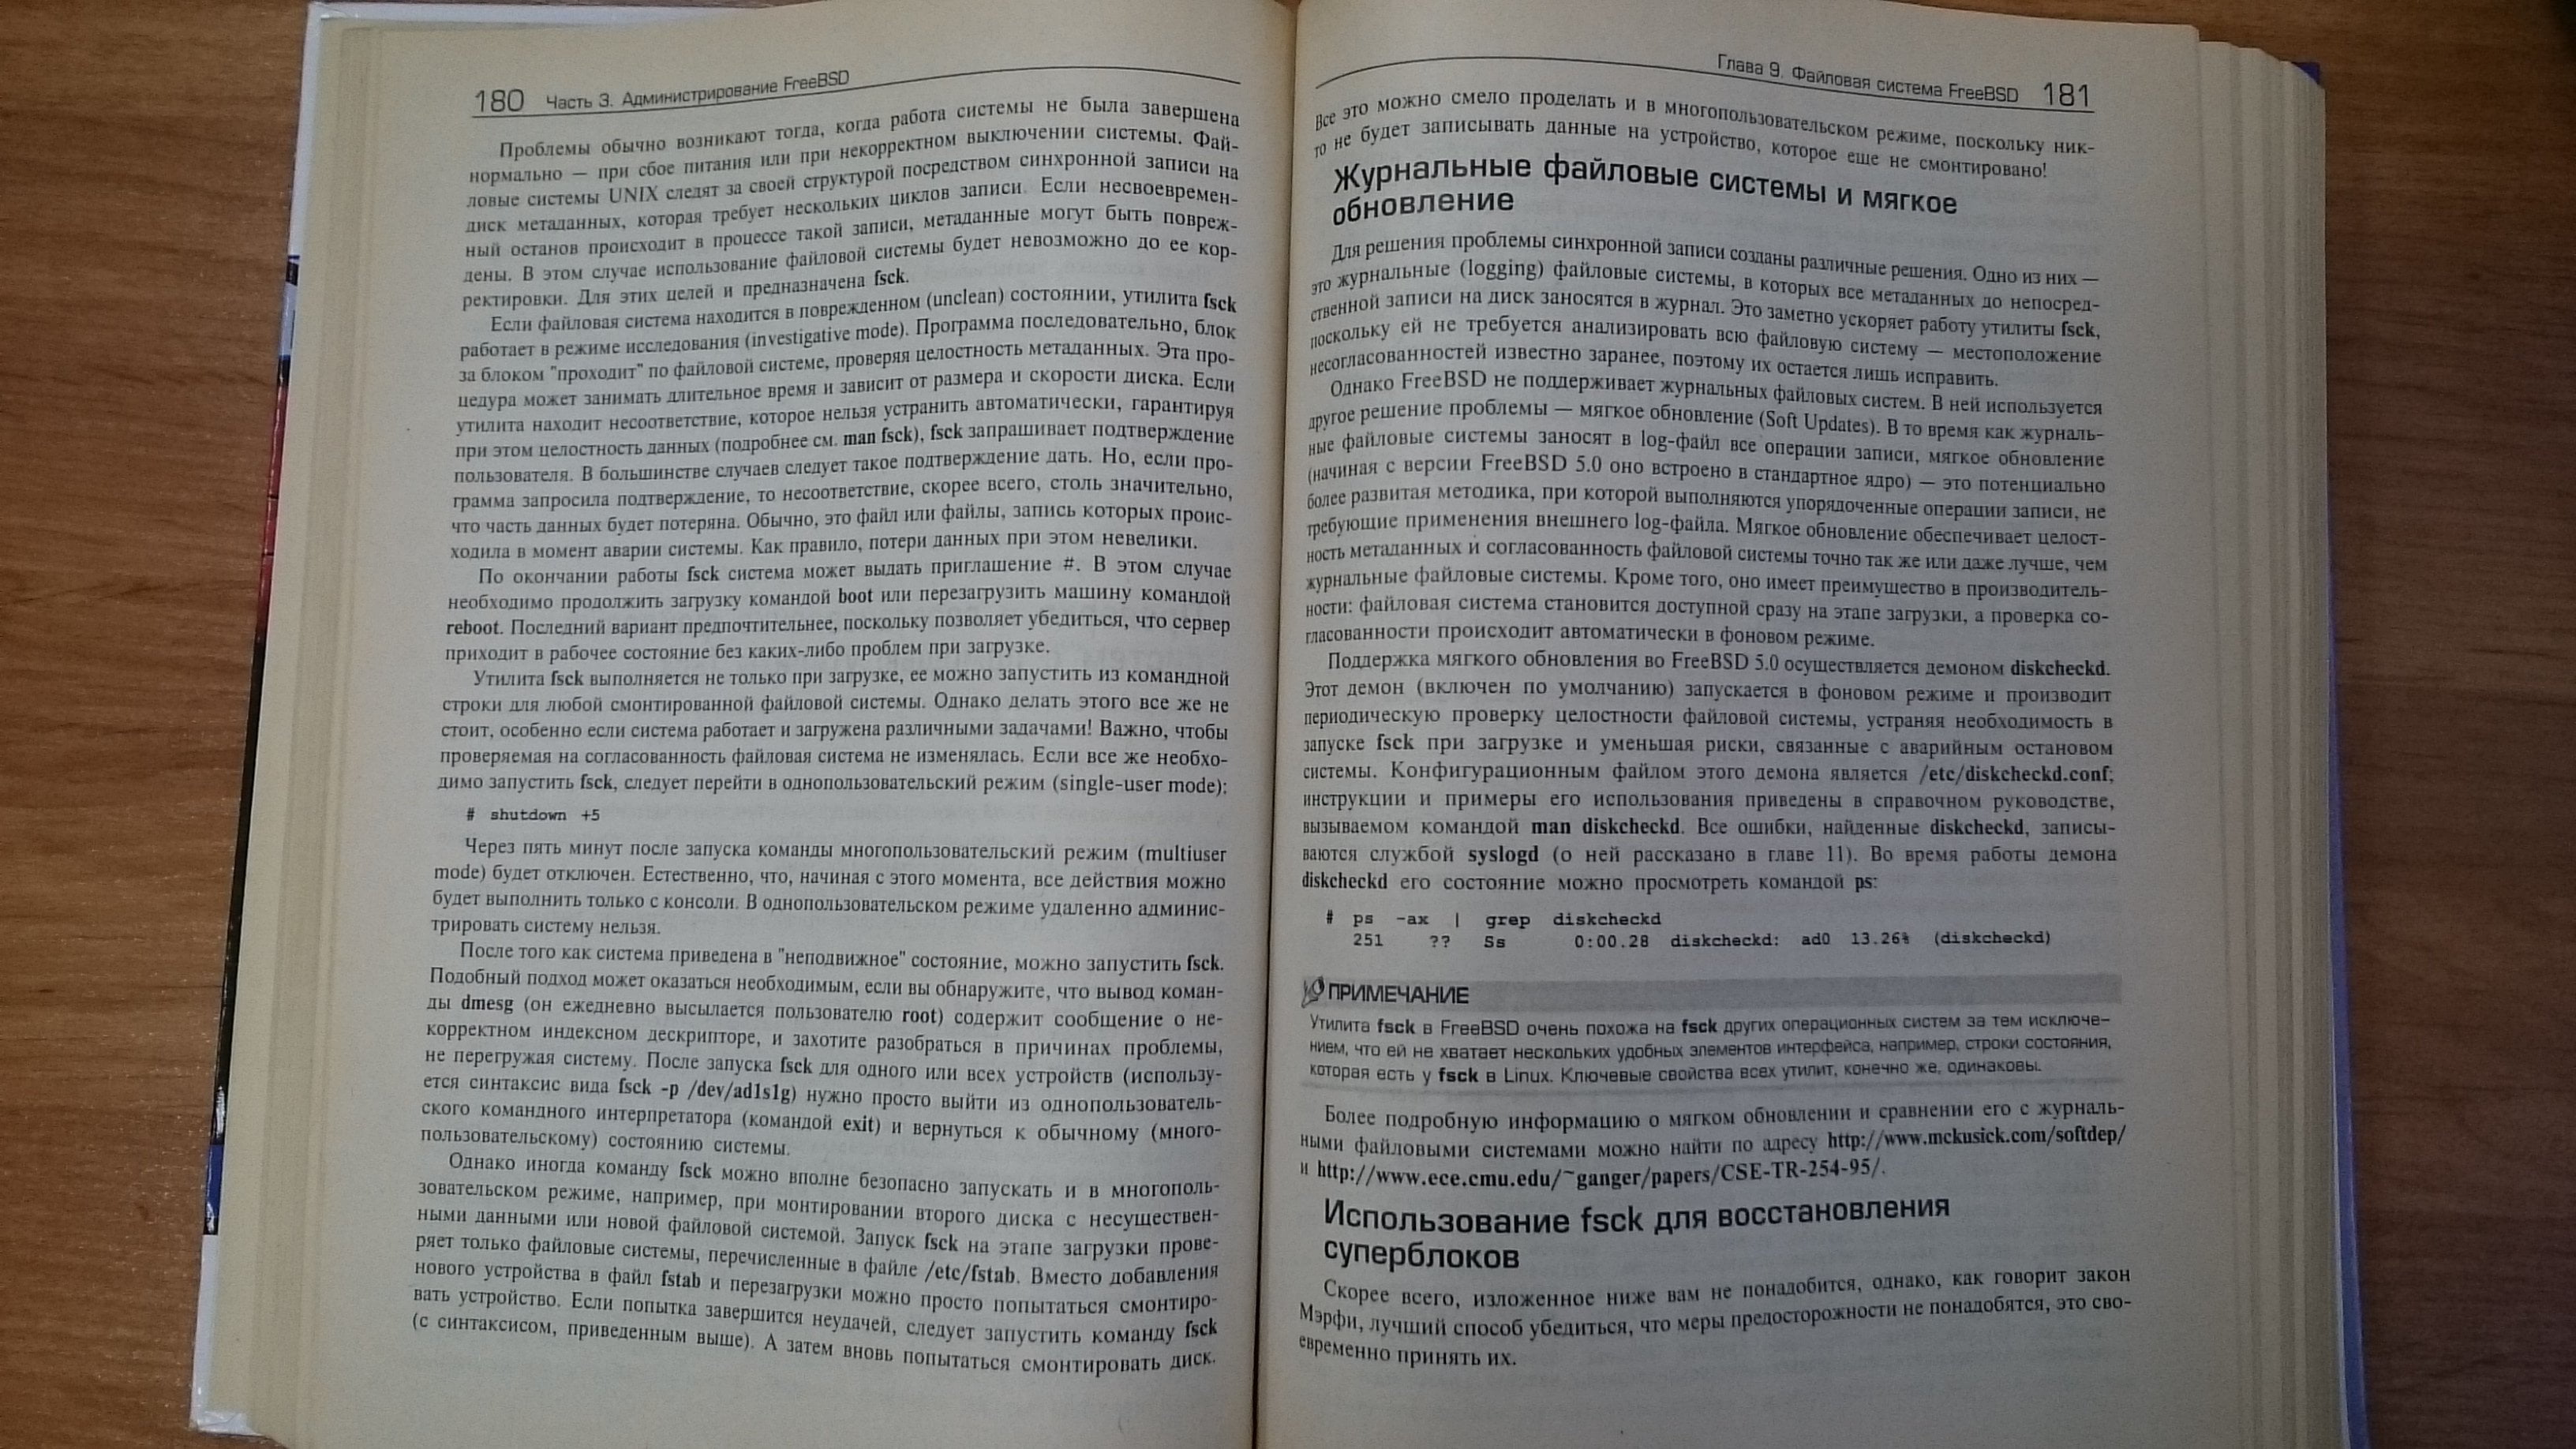 180 Часть 3. Администрирование FreeBSD
Проблемы обычно возникают тогда, когда работа системы не была завершена
нормально — при сбое питания или при некорректном выключении системы. Фай-
ловые системы UNIX следят за своей структурой посредством синхронной записи на
диск метаданных, которая требует нескольких циклов записи. Если несвоевремен-
ный останов происходит в процессе такой записи, метаданные могут быть повреж-
дены. В этом случае использование файловой системы будет невозможно до ее кор-
ректировки. Для этих целей и предназначена fsck.
Если файловая система находится в поврежденном (unclean) состоянии, утилита fsck
работает в режиме исследования (investigative mode). Программа последовательно, блок
за блоком "проходит" по файловой системе, проверяя целостность метаданных. Эта про-
цедура может занимать длительное время и зависит от размера и скорости диска. Если
утилита находит несоответствие, которое нельзя устранить автоматически, гарантируя
при этом целостность данных (подробнее см. man fsck), fsck запрашивает подтверждение
пользователя. В большинстве случаев следует такое подтверждение дать. Но, если про-
грамма запросила подтверждение, то несоответствие, скорее всего, столь значительно,
что часть данных будет потеряна. Обычно, это файл или файлы, запись которых проис-
ходила в момент аварии системы. Как правило, потери данных при этом невелики.
По окончании работы fsck система может выдать приглашение #. В этом случае
необходимо продолжить загрузку командой boot или перезагрузить машину командой
reboot. Последний вариант предпочтительнее, поскольку позволяет убедиться, что сервер
приходит в рабочее состояние без каких-либо проблем при загрузке.
Утилита fsck выполняется не только при загрузке, ее можно запустить из командной
строки для любой смонтированной файловой системы. Однако делать этого все же не
стоит, особенно если система работает и загружена различными задачами! Важно, чтобы
проверяемая на согласованность файловая система не изменялась. Если все же необхо-
димо запустить fsck, следует перейти в однопользовательский режим (single-user mode):
# shutdown +5
Через пять минут после запуска команды многопользовательский режим (multiuser
mode) будет отключен. Естественно, что, начиная с этого момента, все действия можно
будет выполнить только с консоли. В однопользовательском режиме удаленно админис-
трировать систему нельзя.
После того как система приведена в "неподвижное" состояние, можно запустить fsck.
Подобный подход может оказаться необходимым, если вы обнаружите, что вывод коман-
ды dmesg (он ежедневно высылается пользователю root) содержит сообщение о не-
корректном индексном дескрипторе, и захотите разобраться в причинах проблемы,
не перегружая систему. После запуска fsck для одного или всех устройств (использу-
ется синтаксис вида fsck -p /dev/ad1s1g) нужно просто выйти из однопользователь-
ского командного интерпретатора (командой exit) и вернуться к обычному (много-
пользовательскому) состоянию системы.
Однако иногда команду fsck можно вполне безопасно запускать и в многополь-
зовательском режиме, например, при монтировании второго диска с несуществен-
ными данными или новой файловой системой. Запуск fsck на этапе загрузки прове-
ряет только файловые системы, перечисленные в файле /etc/fstab. Вместо добавления
нового устройства в файл fstab и перезагрузки можно просто попытаться смонтиро-
вать устройство. Если попытка завершится неудачей, следует запустить команду fsck
(с синтаксисом, приведенным выше). А затем вновь попытаться смонтировать диск.
Глава 9. Файловая система FreeBSD 181
Все это можно смело проделать и в многопользовательском режиме, поскольку ник-
то не будет записывать данные на устройство, которое еще не смонтировано!
Журнальные файловые системы и мягкое
обновление
Для решения проблемы синхронной записи созданы различные решения. Одно из них —
это журнальные (logging) файловые системы, в которых все метаданных до непосред-
ственной записи на диск заносятся в журнал. Это заметно ускоряет работу утилиты fsck,
поскольку ей не требуется анализировать всю файловую систему — местоположение
несогласованностей известно заранее, поэтому их остается лишь исправить.
Однако FreeBSD не поддерживает журнальных файловых систем. В ней используется
другое решение проблемы — мягкое обновление (Soft Updates). В то время как журналь-
ные файловые системы заносят в log-файл все операции записи, мягкое обновление
(начиная с версии FreeBSD 5.0 оно встроено в стандартное ядро) — это потенциально
более развитая методика, при которой выполняются упорядоченные операции записи, не
требующие применения внешнего log-файла. Мягкое обновление обеспечивает целост-
ность метаданных и согласованность файловой системы точно так же или даже лучше, чем
журнальные файловые системы. Кроме того, оно имеет преимущество в производитель-
ности: файловая система становится доступной сразу на этапе загрузки, а проверка со-
гласованности происходит автоматически в фоновом режиме.
Поддержка мягкого обновления во FreeBSD 5.0 осуществляется демоном diskcheckd.
Этот демон (включен по умолчанию) запускается в фоновом режиме и производит
периодическую проверку целостности файловой системы, устраняя необходимость в
запуске fsck при загрузке и уменьшая риски, связанные с аварийным остановом
системы. Конфигурационным файлом этого демона является /etc/diskcheckd.conf;
инструкции и примеры его использования приведены в справочном руководстве,
вызываемом командой man diskcheckd. Все ошибки, найденные diskcheckd, записы-
ваются службой syslogd (о ней рассказано в главе 11). Во время работы демона
diskcheckd его состояние можно просмотреть командой ps:
# ps -ax | grep diskcheckd
251 ?? Ss 0:00.28 diskcheckd: ad0 13.26% (diskcheckd)
ПРИМЕЧАНИЕ
Утилита fsck в FreeBSD очень похожа на fsck других операционных систем за тем исключе-
нием, что ей не хватает нескольких удобных элементов интерфейса, например, строки состояния,
которая есть у fsck в Linux. Ключевые свойства всех утилит, конечно же, одинаковы.
Более подробную информацию о мягком обновлении и сравнении его с журналь-
ными файловыми системами можно найти по адресу http://www.mckusick.com/softdep/
и http://www.ece.cmu.edu/~ganger/papers/CSE-TR-254-95/.
Использование fsck для восстановления
суперблоков
Скорее всего, изложенное ниже вам не понадобится, однако, как говорит закон
Мэрфи, лучший способ убедиться, что меры предосторожности не понадобятся, это сво-
евременно принять их.